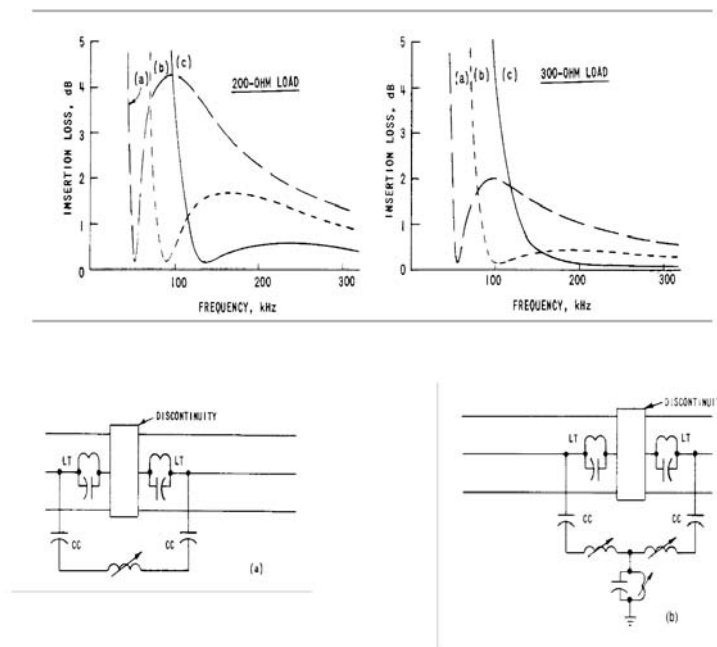 5
4
3
2
1
0
INSERTION LOSS, dB
(a)
(b)
(c)
200-OHM LOAD
100
200
300
FREQUENCY, kHz
5
4
3
2
1
0
INSERTION LOSS, dB
(a)
(b)
(c)
300-OHM LOAD
100
200
300
FREQUENCY, kHz
DISCONTINUITY
LT
LT
CC
CC
(a)
DISCONTINUIT
LT
LT
CC
CC
(b)